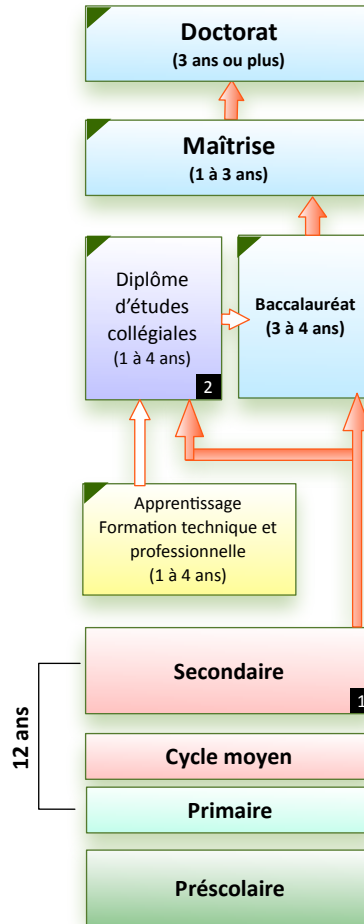 Doctorat
(3 ans ou plus)
Maîtrise
(1 à 3 ans)
Diplôme
d'études
collégiales
(1 à 4 ans)
2
Baccalauréat
(3 à 4 ans)
Apprentissage
Formation technique et
professionnelle
(1 à 4 ans)
12 ans
Secondaire
1
Cycle moyen
Primaire
Préscolaire